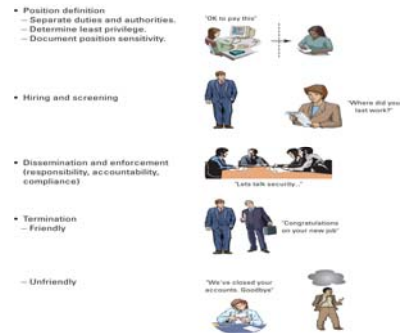 • Position definition
– Separate duties and authorities.
– Determine least privilege.
– Document position sensitivity.
"OK to pay this"
• Hiring and screening
"Where did you
last work?"
• Dissemination and enforcement
(responsibility, accountability,
compliance)
"Lets talk security..."
• Termination
– Friendly
"Congratulations
on your new job"
– Unfriendly
"We've closed your
accounts. Goodbye"